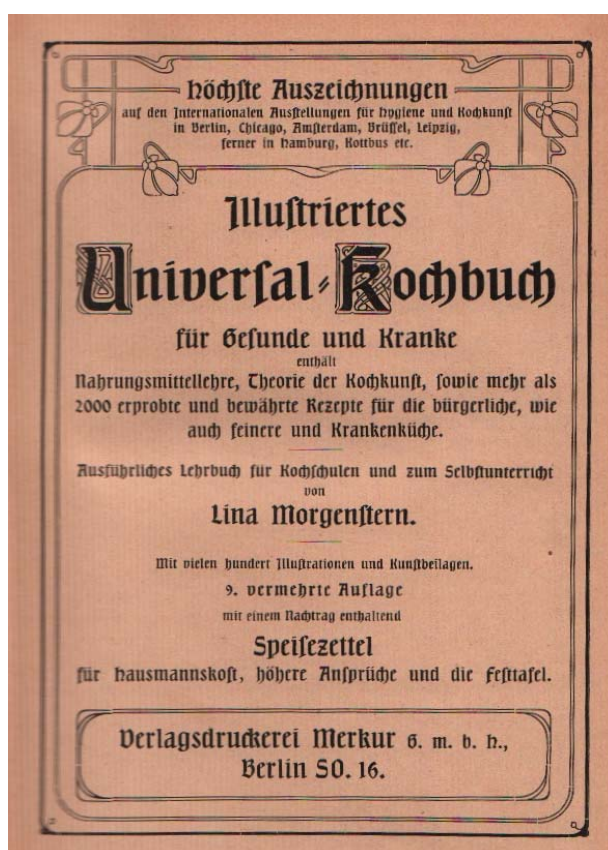 Höchſte Auszeichnungen
auf den Internationalen Ausſtellungen für Hygiene und Kochkunſt
in Berlin, Chicago, Amſterdam, Brüſſel, Leipzig,
ferner in Hamburg, Kottbus etc.
Illuſtriertes
Univerſal-Kochbuch
für Geſunde und Kranke
enthält
Nahrungsmittellehre, Theorie der Kochkunſt, ſowie mehr als
2000 erprobte und bewährte Rezepte für die bürgerliche, wie
auch feinere und Krankenküche.
Ausführliches Lehrbuch für Kochſchulen und zum Selbſtunterricht
von
Lina Morgenſtern.
Mit vielen hundert Illuſtrationen und Kunſtbeilagen.
9. vermehrte Auflage
mit einem Nachtrag enthaltend
Speiſezettel
für Hausmannskoſt, höhere Anſprüche und die Feſttafel.
Verlagsdruckerei Merkur G. m. b. H.,
Berlin SO. 16.